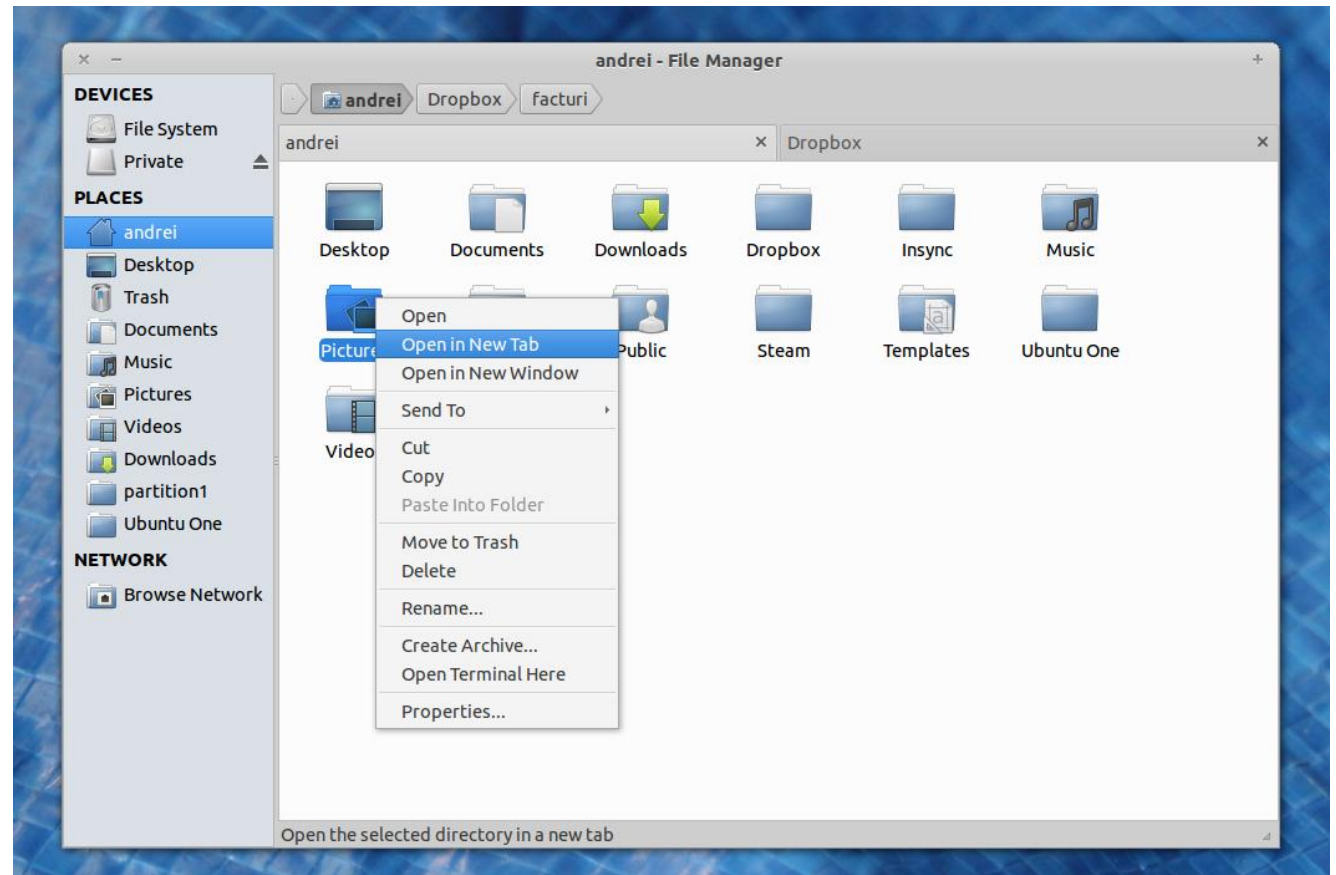 andrei - File Manager
DEVICES
File System
Private
PLACES
andrei
Desktop
Trash
Documents
Music
Pictures
Videos
Downloads
partition1
Ubuntu One
NETWORK
Browse Network
andrei Dropbox facturi
andrei Dropbox
Desktop Documents Downloads Dropbox Insync Music
Picture Public Steam Templates Ubuntu One
Video
Open
Open in New Tab
Open in New Window
Send To
Cut
Copy
Paste Into Folder
Move to Trash
Delete
Rename...
Create Archive...
Open Terminal Here
Properties...
Open the selected directory in a new tab